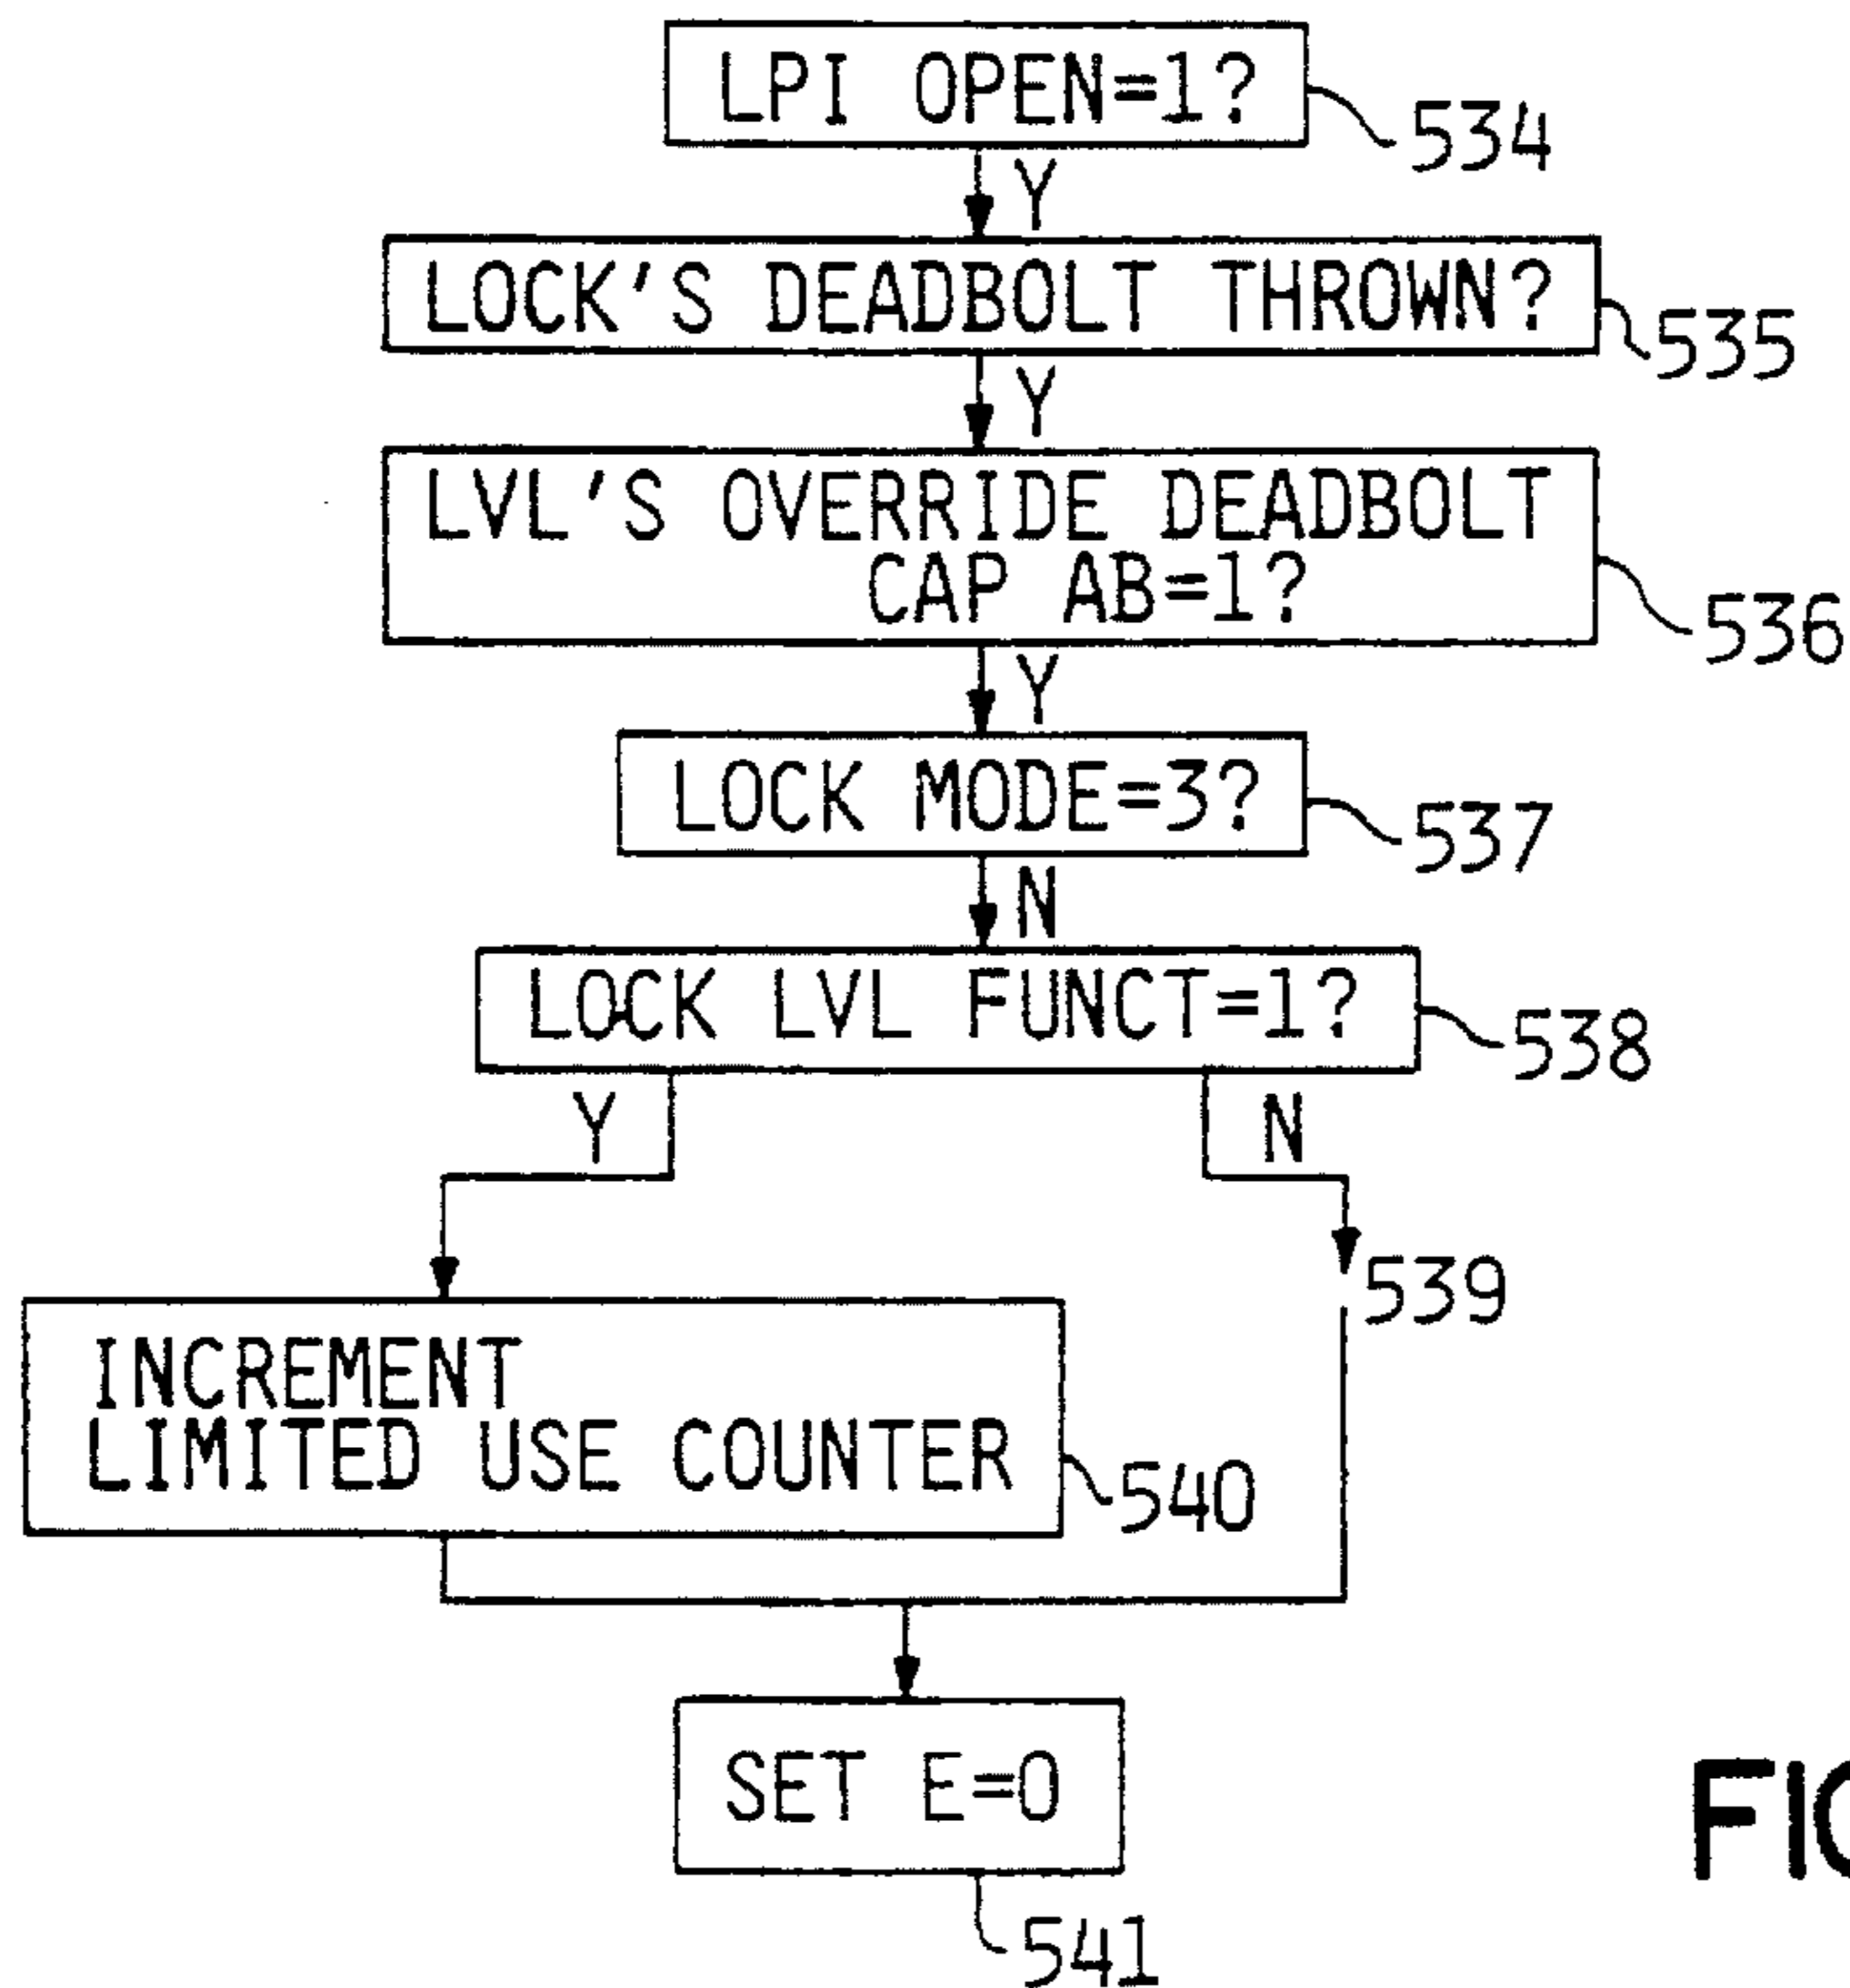 LPI OPEN=1?
534
Y
LOCK'S DEADBOLT THROWN?
535
Y
LVL'S OVERRIDE DEADBOLT
CAP AB=1?
536
Y
LOCK MODE=3?
537
N
LOCK LVL FUNCT=1?
538
Y
N
539
INCREMENT
LIMITED USE COUNTER
540
SET E=0
541